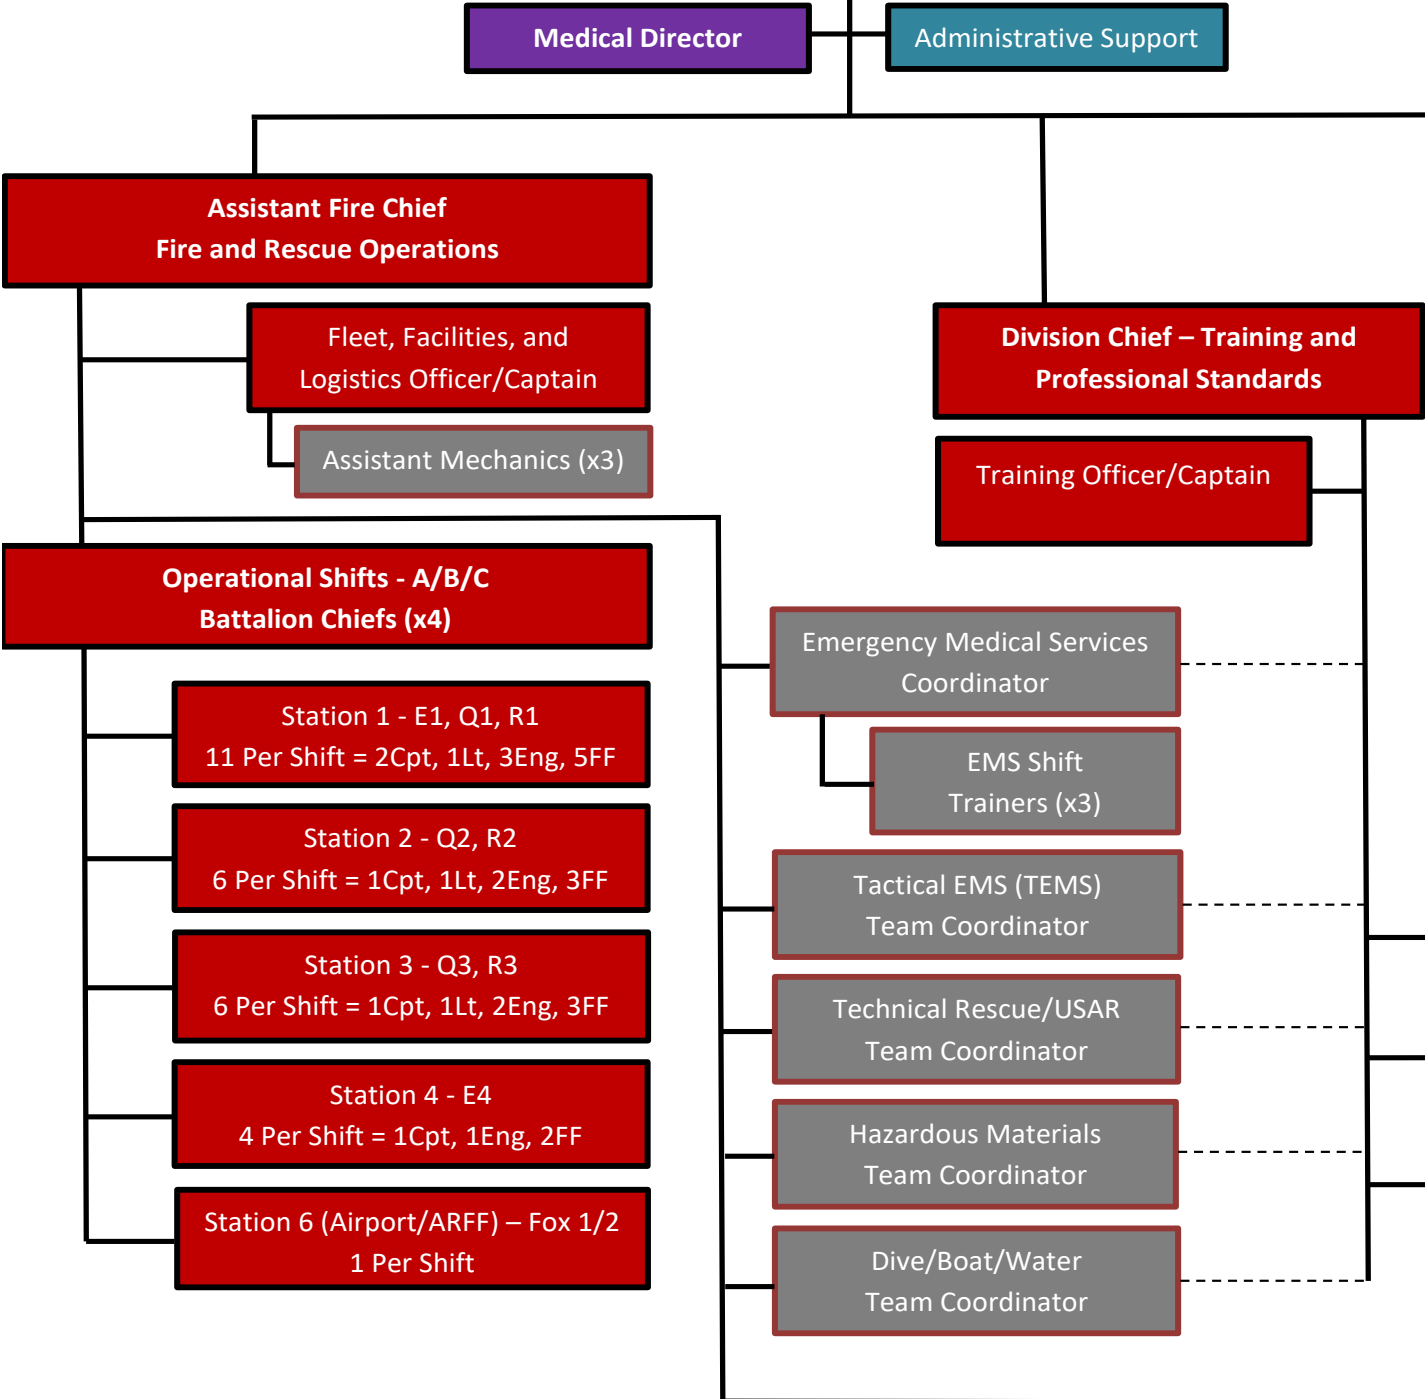 Medical Director
Administrative Support
Assistant Fire Chief
Fire and Rescue Operations
Fleet, Facilities, and
Logistics Officer/Captain
Assistant Mechanics (x3)
Division Chief – Training and
Professional Standards
Training Officer/Captain
Operational Shifts - A/B/C
Battalion Chiefs (x4)
Station 1 - E1, Q1, R1
11 Per Shift = 2Cpt, 1Lt, 3Eng, 5FF
Station 2 - Q2, R2
6 Per Shift = 1Cpt, 1Lt, 2Eng, 3FF
Station 3 - Q3, R3
6 Per Shift = 1Cpt, 1Lt, 2Eng, 3FF
Station 4 - E4
4 Per Shift = 1Cpt, 1Eng, 2FF
Station 6 (Airport/ARFF) – Fox 1/2
1 Per Shift
Emergency Medical Services
Coordinator
EMS Shift
Trainers (x3)
Tactical EMS (TEMS)
Team Coordinator
Technical Rescue/USAR
Team Coordinator
Hazardous Materials
Team Coordinator
Dive/Boat/Water
Team Coordinator